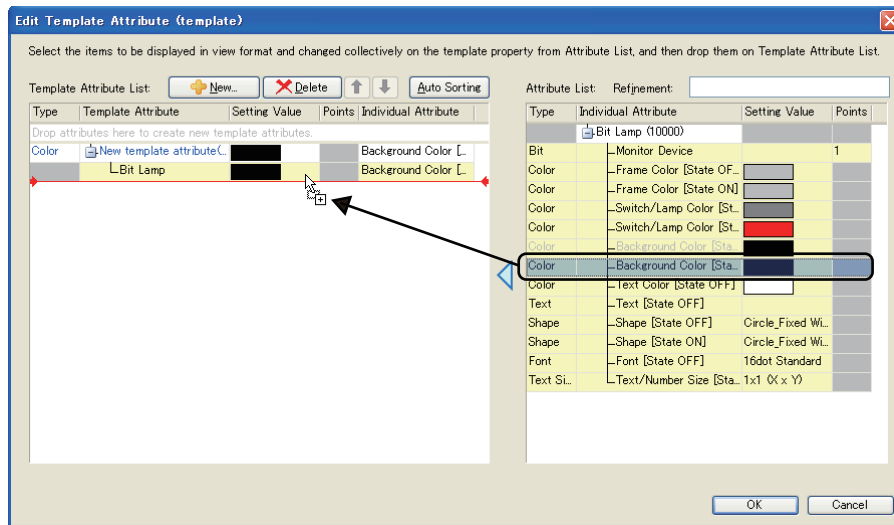 Edit Template Attribute (template)
Select the items to be displayed in view format and changed collectively on the template property from Attribute List, and then drop them on Template Attribute List.
Template Attribute List: New... Delete Auto Sorting
Type Template Attribute Setting Value Points Individual Attribute
Drop attributes here to create new template attributes.
Color New template attribute(... Background Color [...
Bit Lamp Background Color [...
Attribute List: Refinement:
Type Individual Attribute Setting Value Points
Bit Lamp (10000)
Bit Monitor Device 1
Color Frame Color [State OF...
Color Frame Color [State ON]
Color Switch/Lamp Color [St...
Color Switch/Lamp Color [St...
Color Background Color [Sta...
Color Background Color [Sta...
Color Text Color [State OFF]
Text Text [State OFF]
Shape Shape [State OFF] Circle_Fixed Wi...
Shape Shape [State ON] Circle_Fixed Wi...
Font Font [State OFF] 16dot Standard
Text Si... Text/Number Size [Sta... 1x1 (X x Y)
OK Cancel